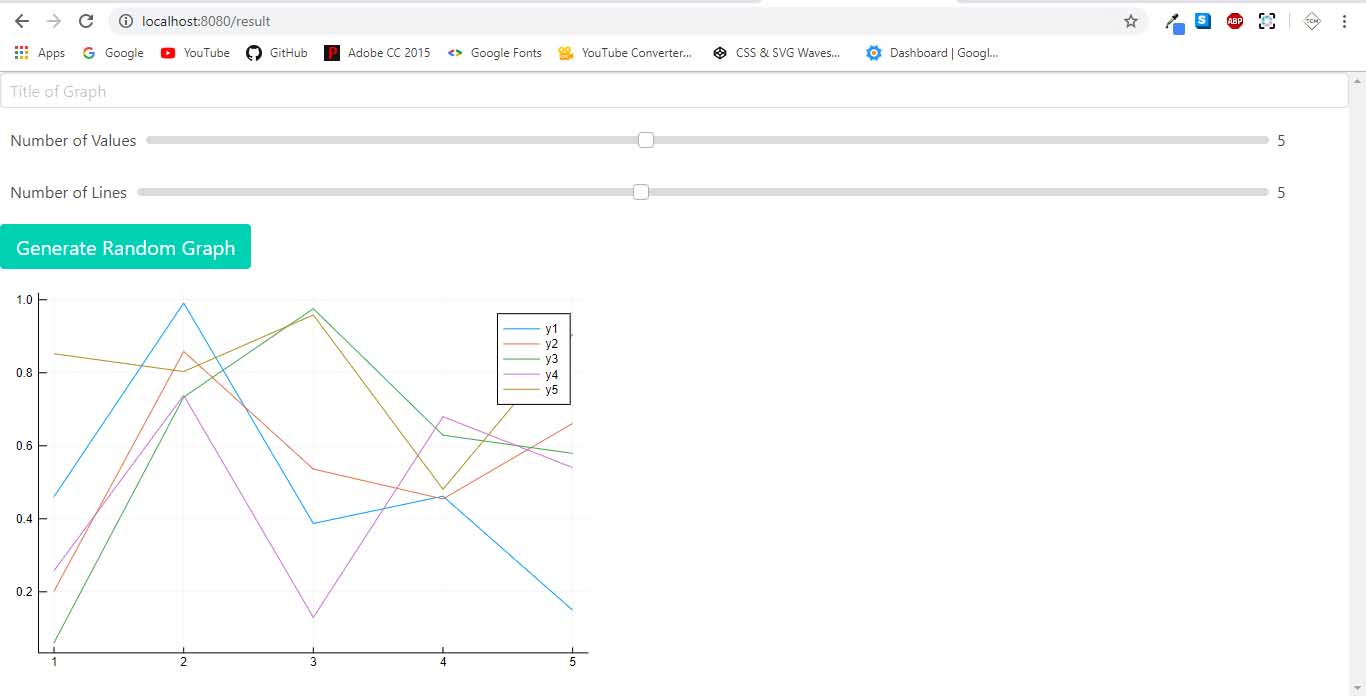 localhost:8080/result
Apps Google YouTube GitHub Adobe CC 2015 Google Fonts YouTube Converter... CSS & SVG Waves... Dashboard | Googl...
Title of Graph
Number of Values 5
Number of Lines 5
Generate Random Graph
1.0
y1
y2
y3
0.8
y4
y5
0.6
0.4
0.2
1 2 3 4 5